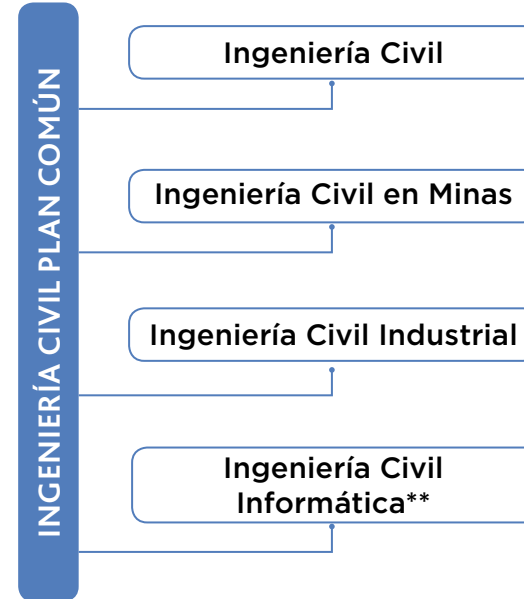 INGENIERÍA CIVIL PLAN COMÚN
Ingeniería Civil
Ingeniería Civil en Minas
Ingeniería Civil Industrial
Ingeniería Civil
Informática**